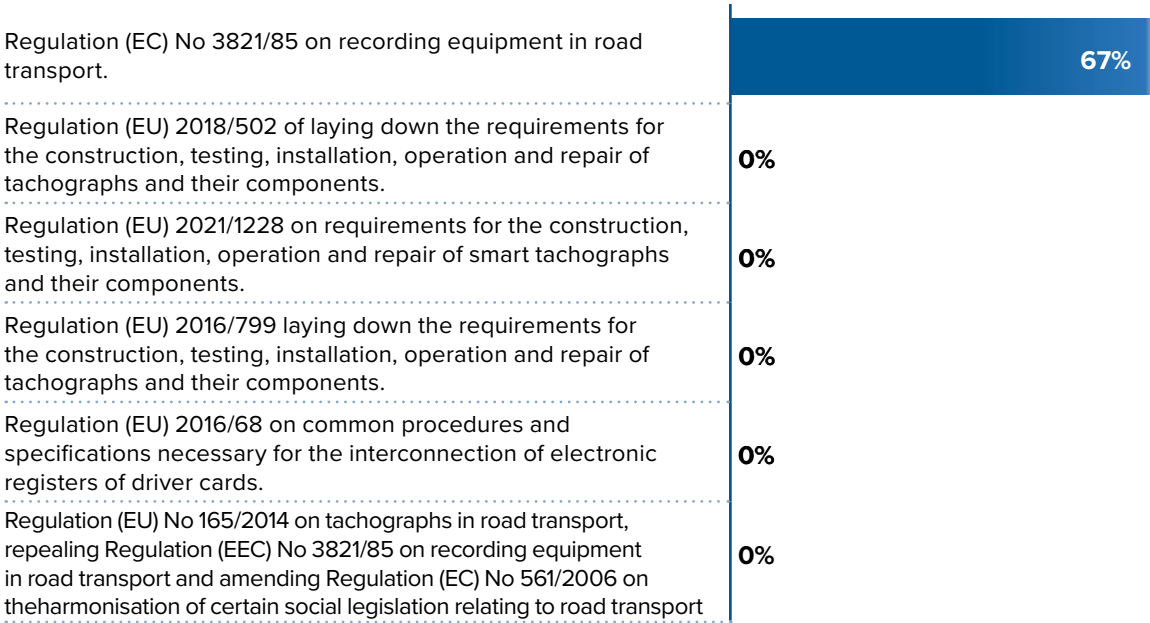 Regulation (EC) No 3821/85 on recording equipment in road
transport.
67%
Regulation (EU) 2018/502 of laying down the requirements for
the construction, testing, installation, operation and repair of
tachographs and their components.
0%
Regulation (EU) 2021/1228 on requirements for the construction,
testing, installation, operation and repair of smart tachographs
and their components.
0%
Regulation (EU) 2016/799 laying down the requirements for
the construction, testing, installation, operation and repair of
tachographs and their components.
0%
Regulation (EU) 2016/68 on common procedures and
specifications necessary for the interconnection of electronic
registers of driver cards.
0%
Regulation (EU) No 165/2014 on tachographs in road transport,
repealing Regulation (EEC) No 3821/85 on recording equipment
in road transport and amending Regulation (EC) No 561/2006 on
theharmonisation of certain social legislation relating to road transport
0%